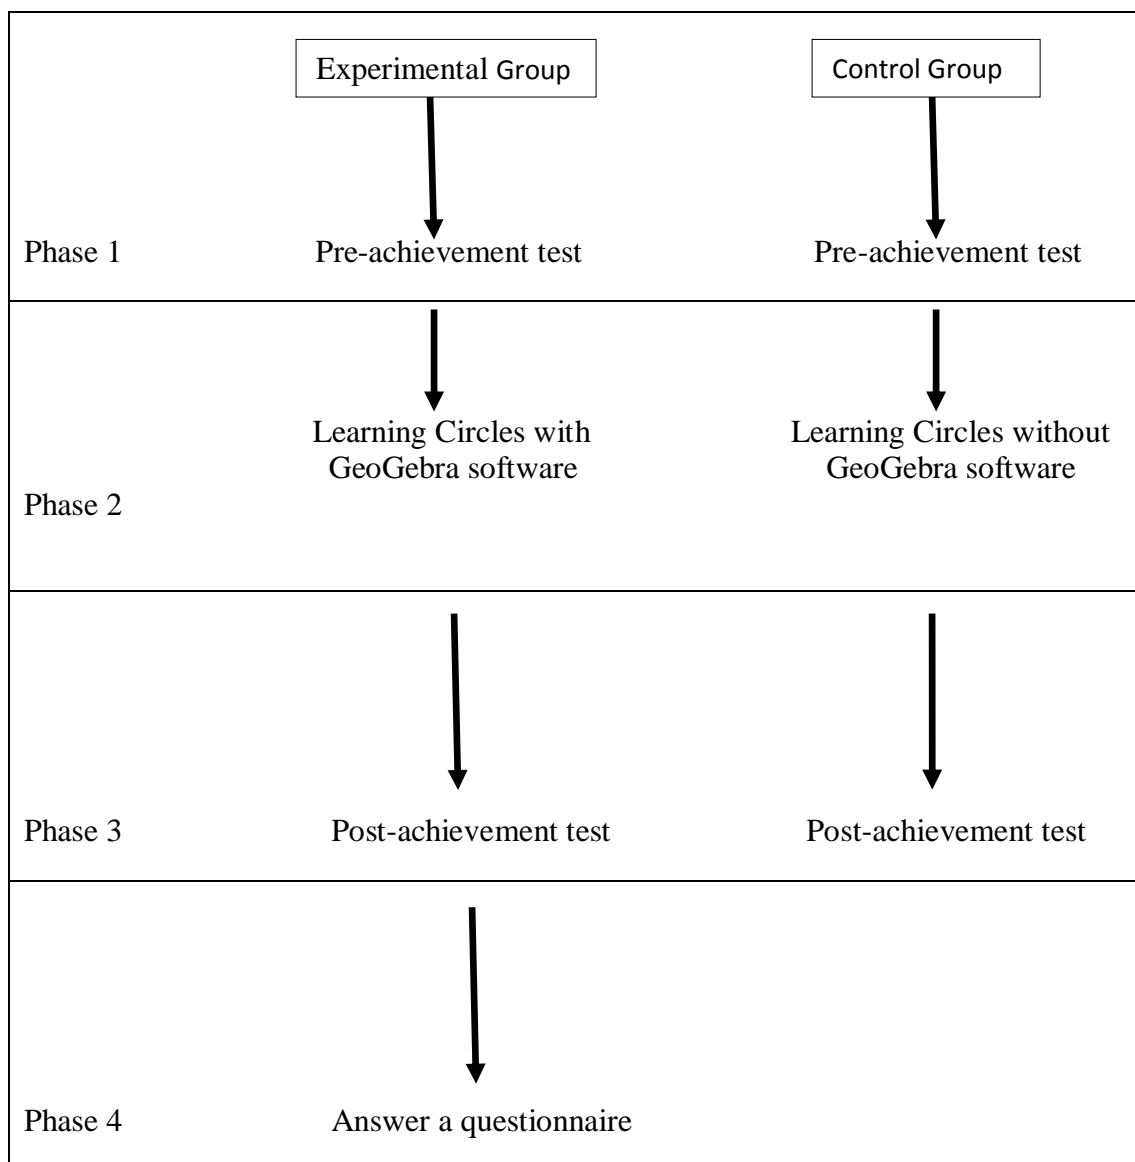 Experimental Group
Control Group
Phase 1
Pre-achievement test
Pre-achievement test
Learning Circles with
GeoGebra software
Learning Circles without
GeoGebra software
Phase 2
Phase 3
Post-achievement test
Post-achievement test
Phase 4
Answer a questionnaire